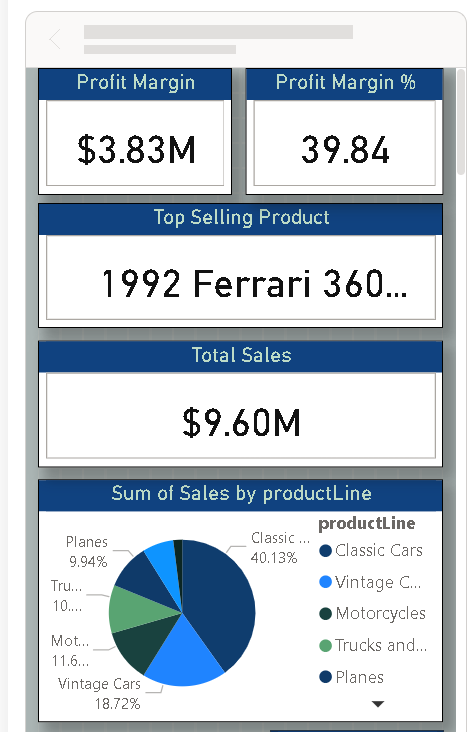 Profit Margin
Profit Margin %
$3.83M
39.84
Top Selling Product
1992 Ferrari 360...
Total Sales
$9.60M
Sum of Sales by productLine
Planes
9.94%
Tru...
10....
Mot...
11.6...
Vintage Cars
18.72%
Classic ...
40.13%
productLine
Classic Cars
Vintage C...
Motorcycles
Trucks and...
Planes